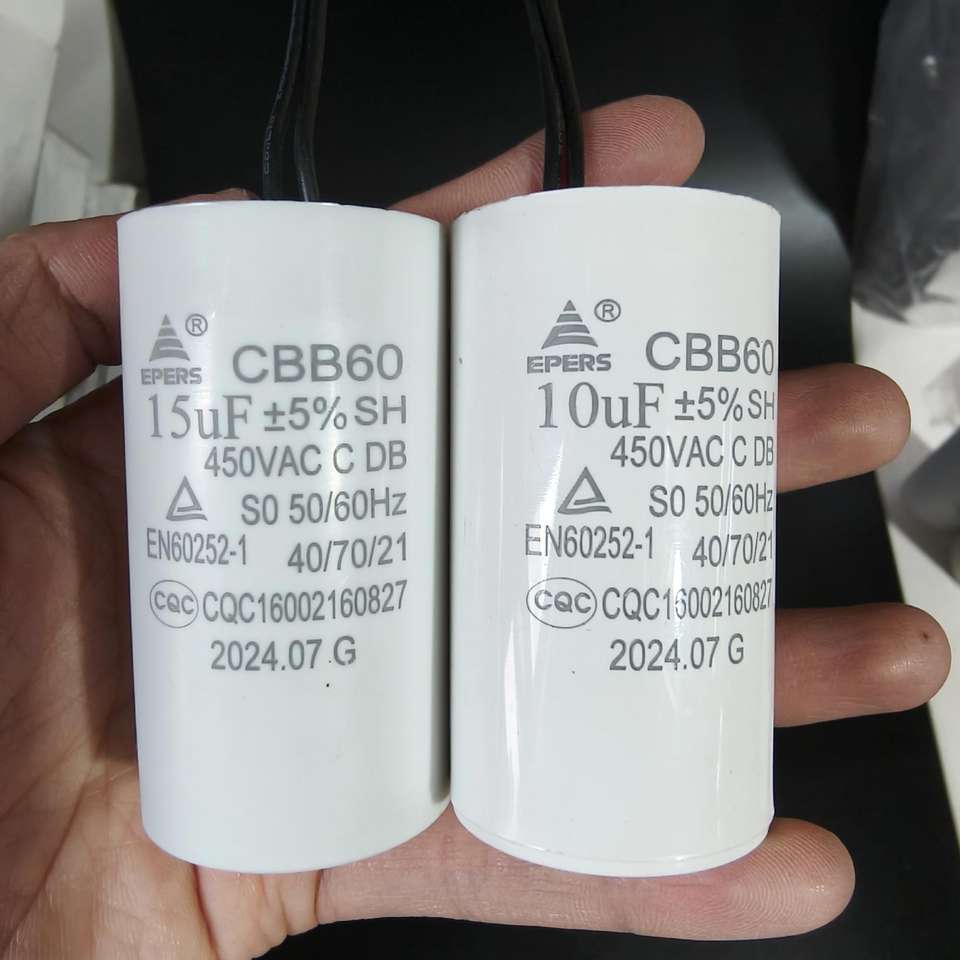 EPERS ® CBB60
15uF ±5% SH
450VAC C DB
S0 50/60Hz
EN60252-1 40/70/21
CQC CQC16002160827
2024.07 G
EPERS ® CBB60
10uF ±5% SH
450VAC C DB
S0 50/60Hz
EN60252-1 40/70/21
CQC CQC16002160827
2024.07 G